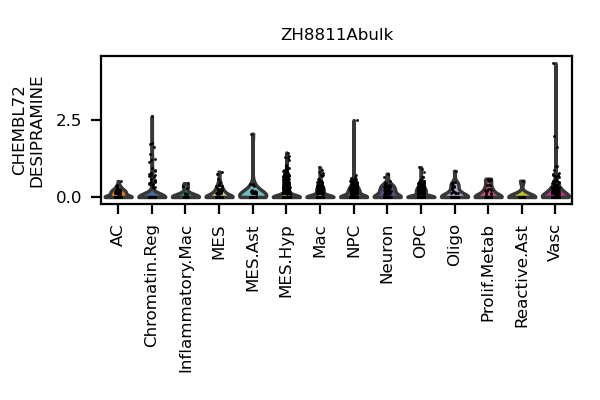 ZH8811Abulk
CHEMBL72
DESIPRAMINE
2.5
0.0
AC
Chromatin.Reg
Inflammatory.Mac
MES
MES.Ast
MES.Hyp
Mac
NPC
Neuron
OPC
Oligo
Prolif.Metab
Reactive.Ast
Vasc